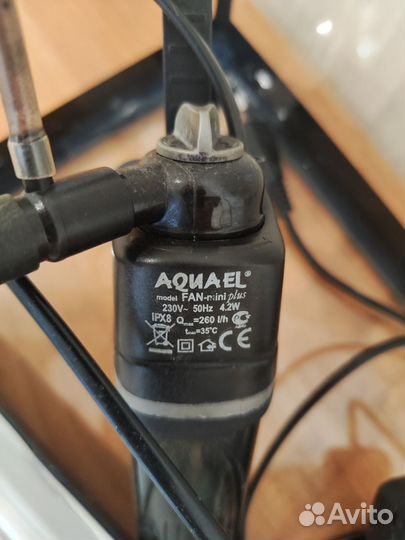 AQUAEL®
model FAN-mini plus
230V~ 50Hz 4.2W
IPX8 Qmax=260 l/h
tmax=35°C
CE
Avito